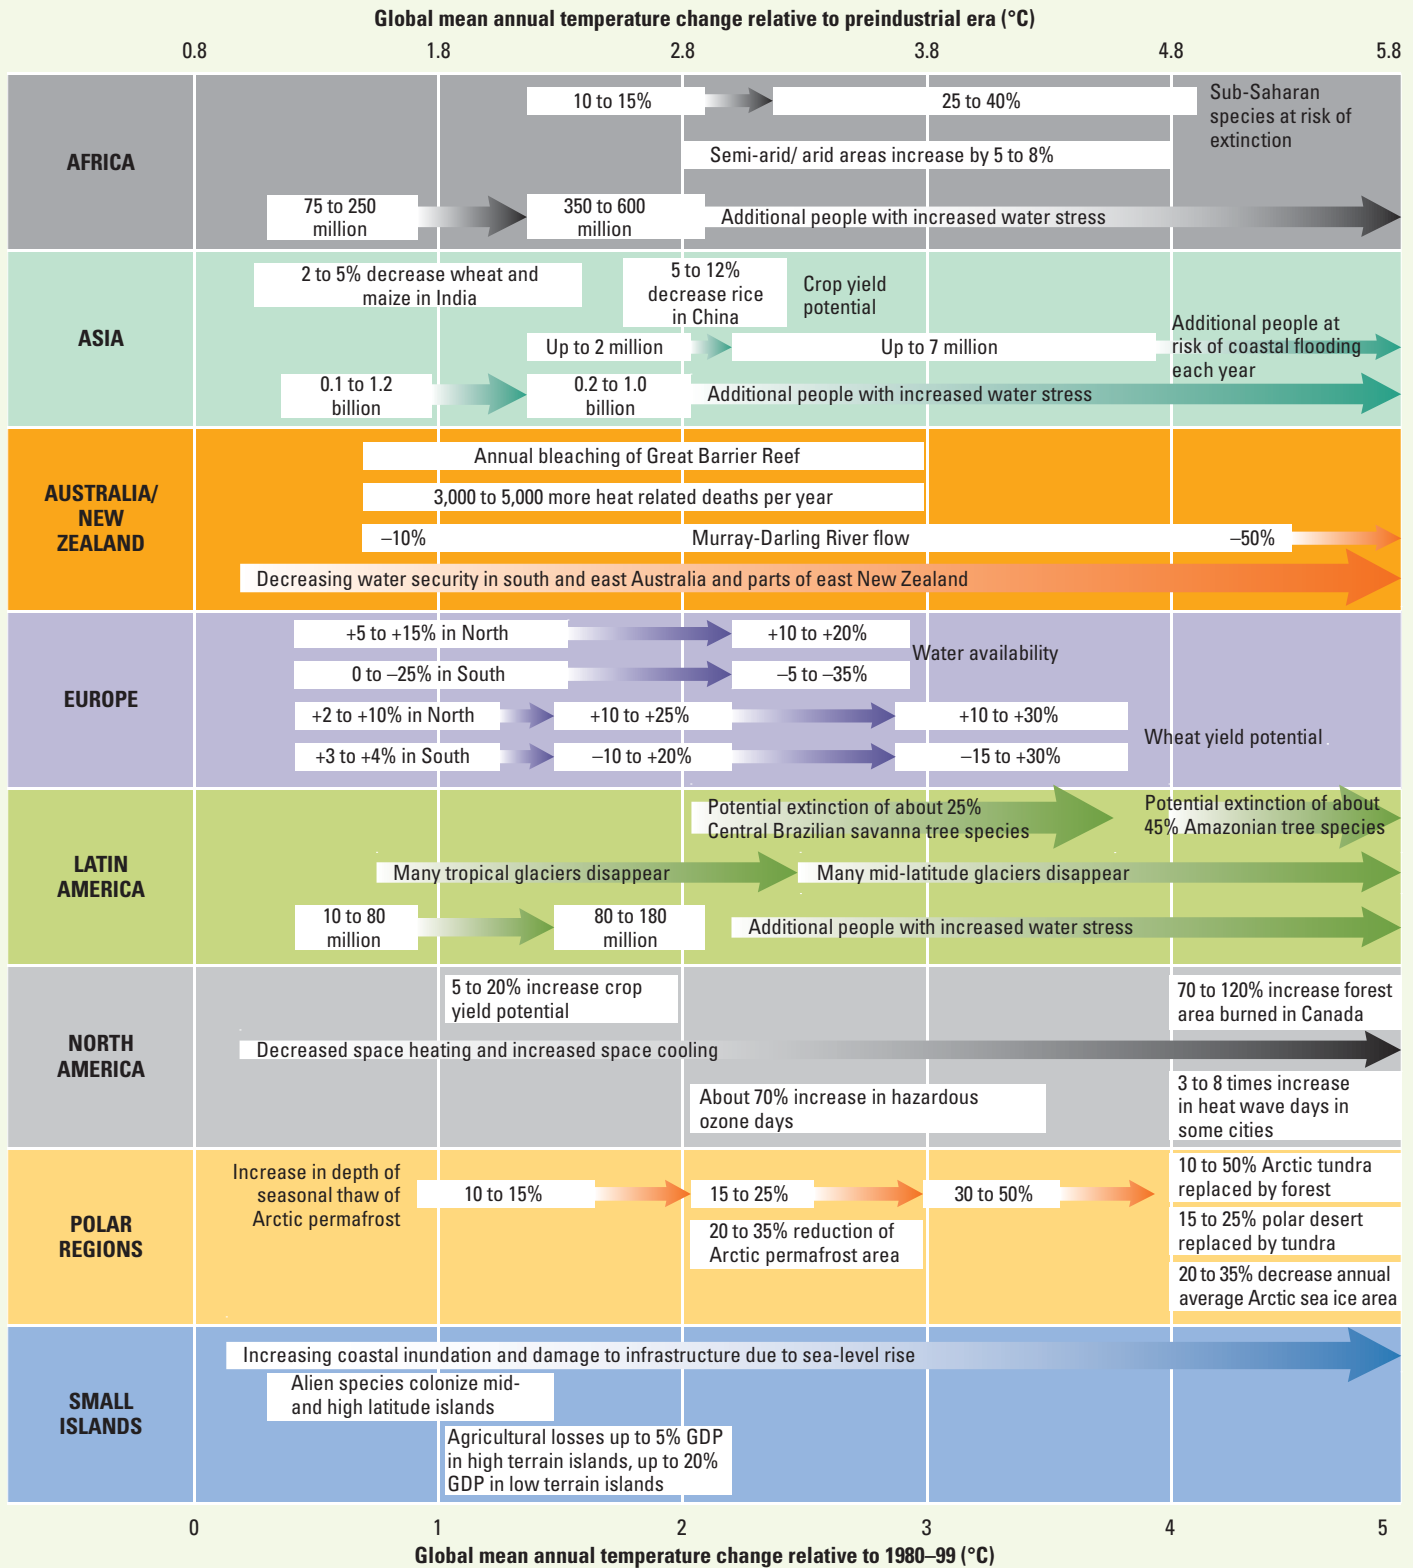 Global mean annual temperature change relative to preindustrial era (°C)
0.8 1.8 2.8 3.8 4.8 5.8
AFRICA
10 to 15%
25 to 40%
Sub-Saharan
species at risk of
extinction
Semi-arid/ arid areas increase by 5 to 8%
75 to 250
million
350 to 600
million
Additional people with increased water stress
ASIA
2 to 5% decrease wheat and
maize in India
5 to 12%
decrease rice
in China
Crop yield
potential
Up to 2 million
Up to 7 million
Additional people at
risk of coastal flooding
each year
0.1 to 1.2
billion
0.2 to 1.0
billion
Additional people with increased water stress
AUSTRALIA/
NEW
ZEALAND
Annual bleaching of Great Barrier Reef
3,000 to 5,000 more heat related deaths per year
–10% Murray-Darling River flow –50%
Decreasing water security in south and east Australia and parts of east New Zealand
EUROPE
+5 to +15% in North
+10 to +20%
Water availability
0 to –25% in South
–5 to –35%
+2 to +10% in North
+10 to +25%
+10 to +30%
Wheat yield potential
+3 to +4% in South
–10 to +20%
–15 to +30%
LATIN
AMERICA
Potential extinction of about 25%
Central Brazilian savanna tree species
Potential extinction of about
45% Amazonian tree species
Many tropical glaciers disappear
Many mid-latitude glaciers disappear
10 to 80
million
80 to 180
million
Additional people with increased water stress
NORTH
AMERICA
5 to 20% increase crop
yield potential
70 to 120% increase forest
area burned in Canada
Decreased space heating and increased space cooling
About 70% increase in hazardous
ozone days
3 to 8 times increase
in heat wave days in
some cities
POLAR
REGIONS
Increase in depth of
seasonal thaw of
Arctic permafrost
10 to 15%
15 to 25%
30 to 50%
10 to 50% Arctic tundra
replaced by forest
20 to 35% reduction of
Arctic permafrost area
15 to 25% polar desert
replaced by tundra
20 to 35% decrease annual
average Arctic sea ice area
SMALL
ISLANDS
Increasing coastal inundation and damage to infrastructure due to sea-level rise
Alien species colonize mid-
and high latitude islands
Agricultural losses up to 5% GDP
in high terrain islands, up to 20%
GDP in low terrain islands
0 1 2 3 4 5
Global mean annual temperature change relative to 1980–99 (°C)